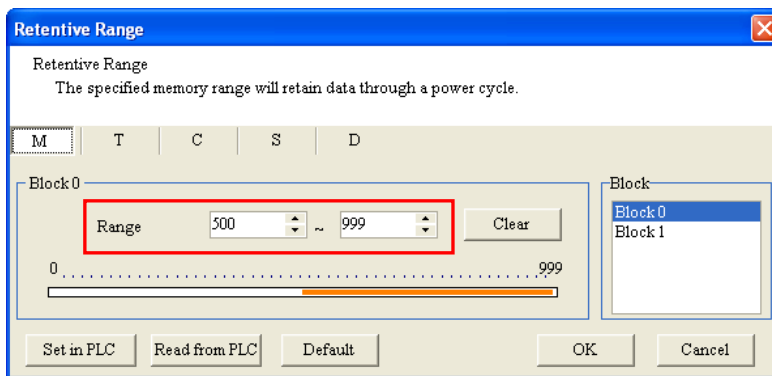 Retentive Range
Retentive Range
The specified memory range will retain data through a power cycle.
M T C S D
Block 0
Range 500 ~ 999 Clear
0 999
Block
Block 0
Block 1
Set in PLC Read from PLC Default OK Cancel